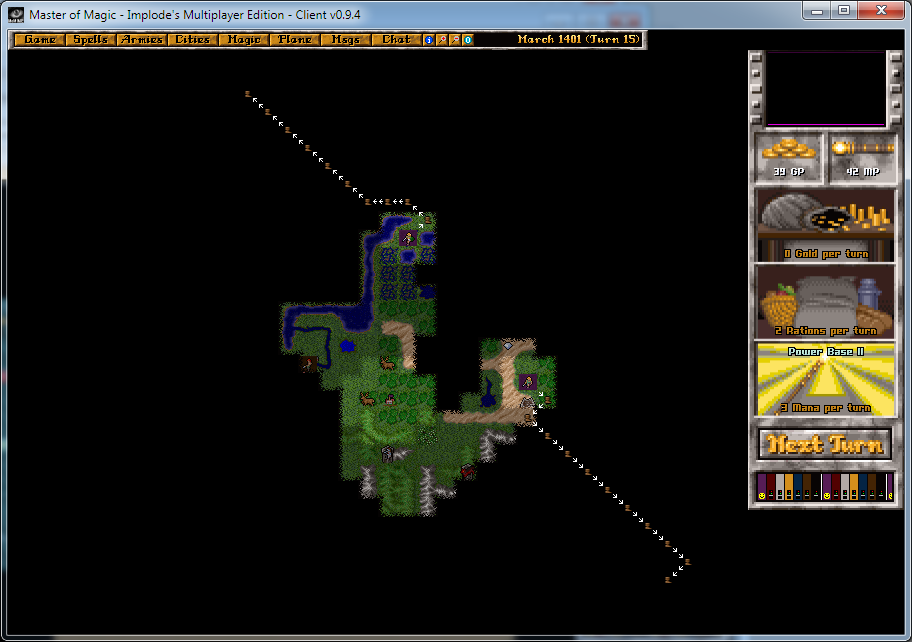 Master of Magic - Implode's Multiplayer Edition - Client v0.9.4
Game Spells Armies Cities Magic Plane Msgs Chat March 1401 (Turn 15)
39 GP 42 MP
0 Gold per turn
2 Rations per turn
Power Base 11
3 Mana per turn
Next Turn